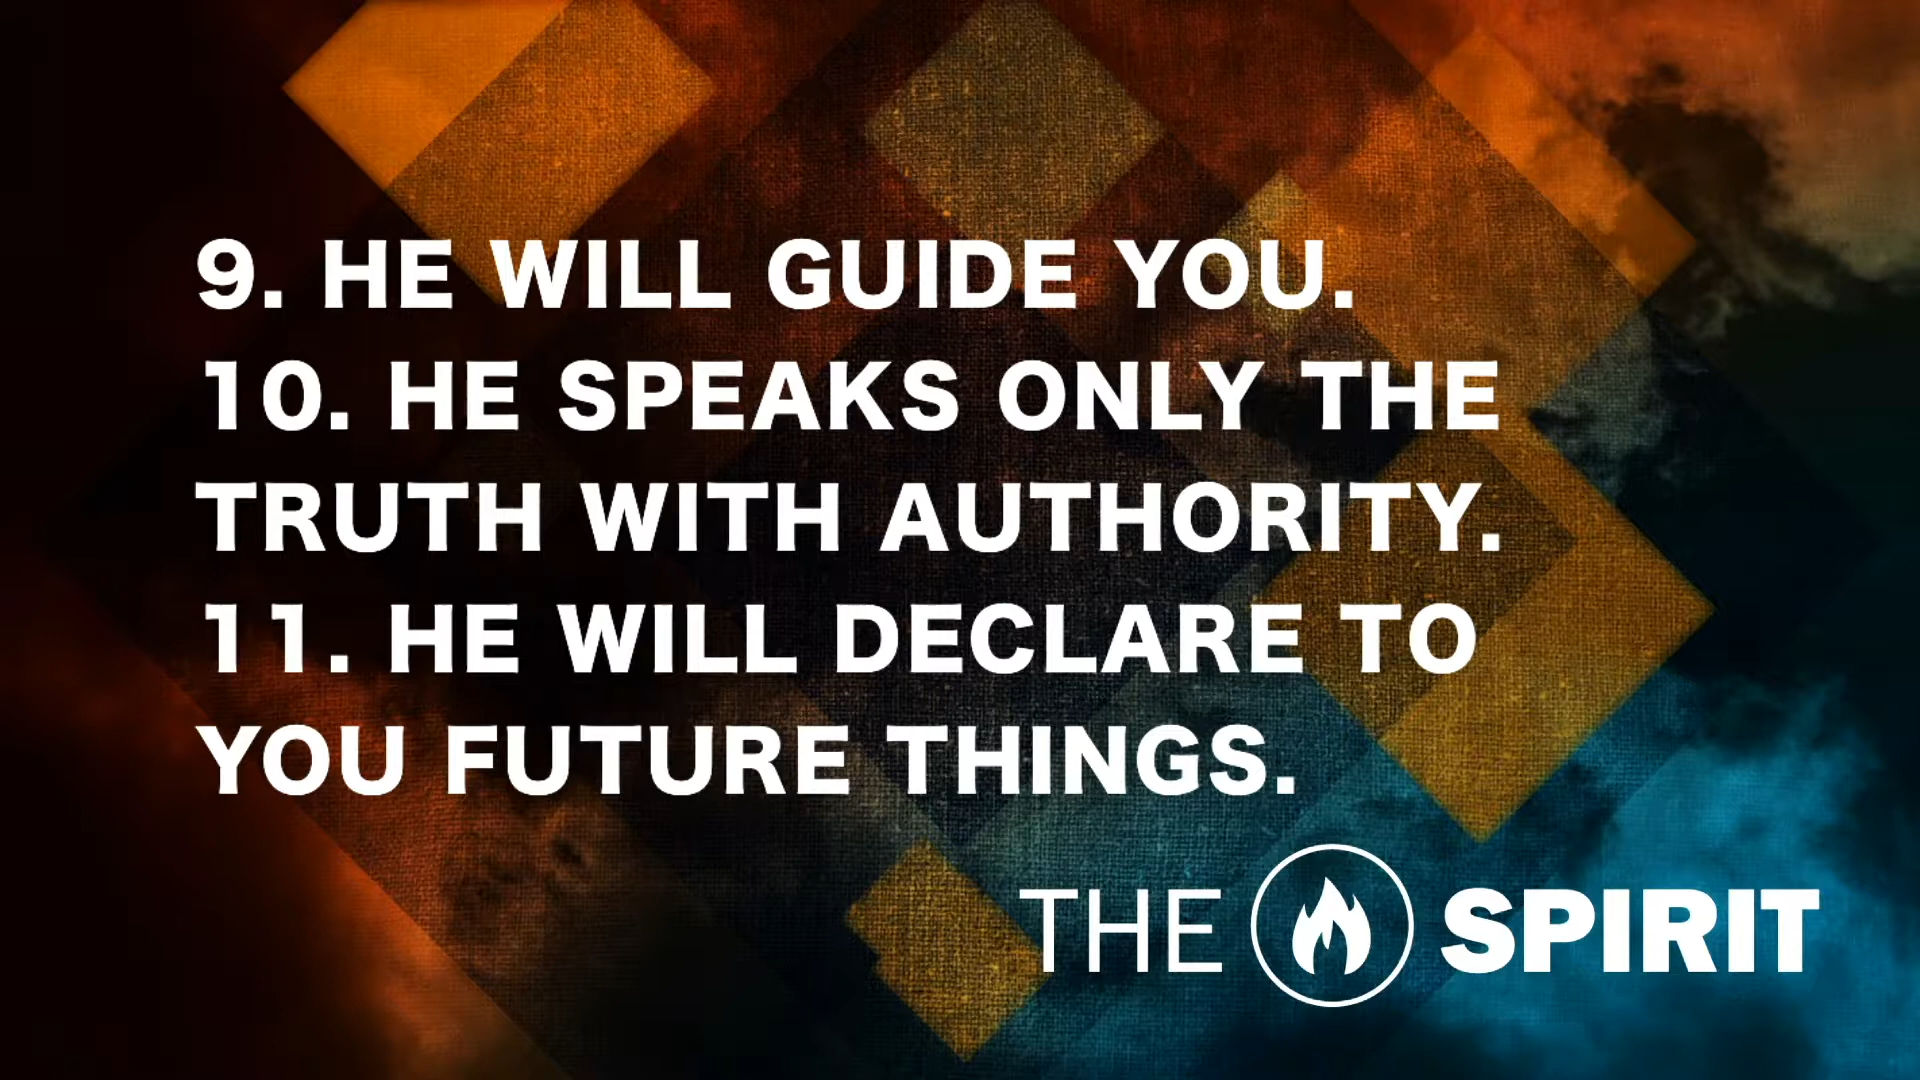 9. HE WILL GUIDE YOU.
10. HE SPEAKS ONLY THE
TRUTH WITH AUTHORITY.
11. HE WILL DECLARE TO
YOU FUTURE THINGS.
THE SPIRIT